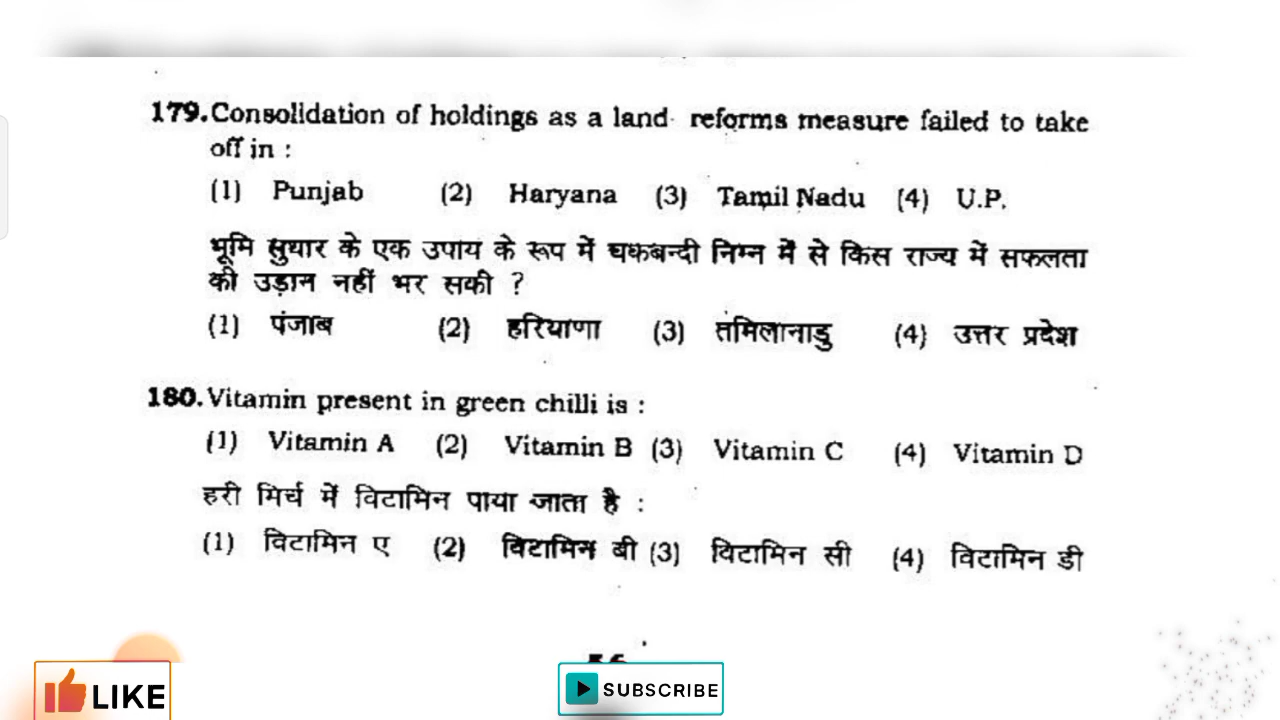 179. Consolidation of holdings as a land reforms measure failed to take
off in :
(1) Punjab (2) Haryana (3) Tamil Nadu (4) U.P.
भूमि सुधार के एक उपाय के रूप में चकबन्दी निम्न में से किस राज्य में सफलता
की उड़ान नहीं भर सकी ?
(1) पंजाब (2) हरियाणा (3) तमिलानाडु (4) उत्तर प्रदेश
180. Vitamin present in green chilli is :
(1) Vitamin A (2) Vitamin B (3) Vitamin C (4) Vitamin D
हरी मिर्च में विटामिन पाया जाता है :
(1) विटामिन ए (2) विटामिन बी (3) विटामिन सी (4) विटामिन डी
LIKE
SUBSCRIBE